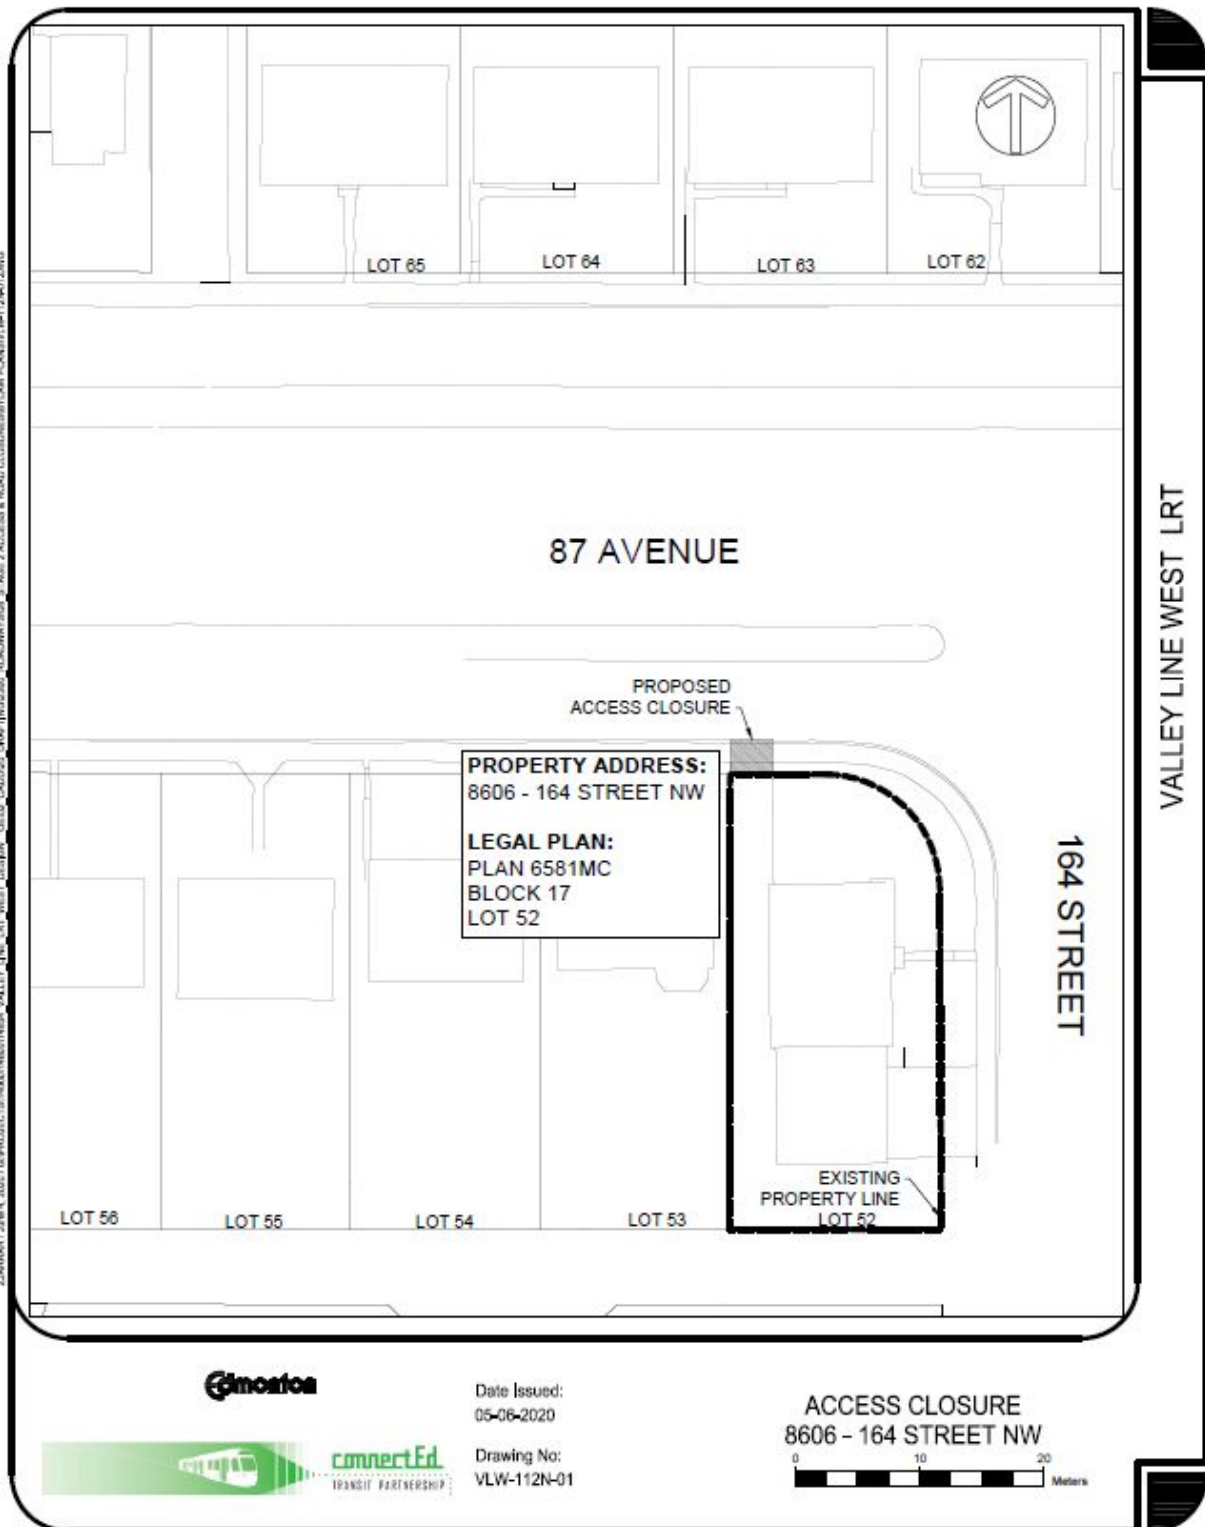 LOT 65
LOT 64
LOT 63
LOT 62
87 AVENUE
PROPOSED
ACCESS CLOSURE
PROPERTY ADDRESS:
8606 - 164 STREET NW
LEGAL PLAN:
PLAN 6581MC
BLOCK 17
LOT 52
164 STREET
VALLEY LINE WEST LRT
EXISTING
PROPERTY LINE
LOT 52
LOT 56
LOT 55
LOT 54
LOT 53
Edmonton
connectEd
TRANSIT PARTNERSHIP
Date Issued:
05-06-2020
Drawing No:
VLW-112N-01
ACCESS CLOSURE
8606 - 164 STREET NW
0 10 20
Meters